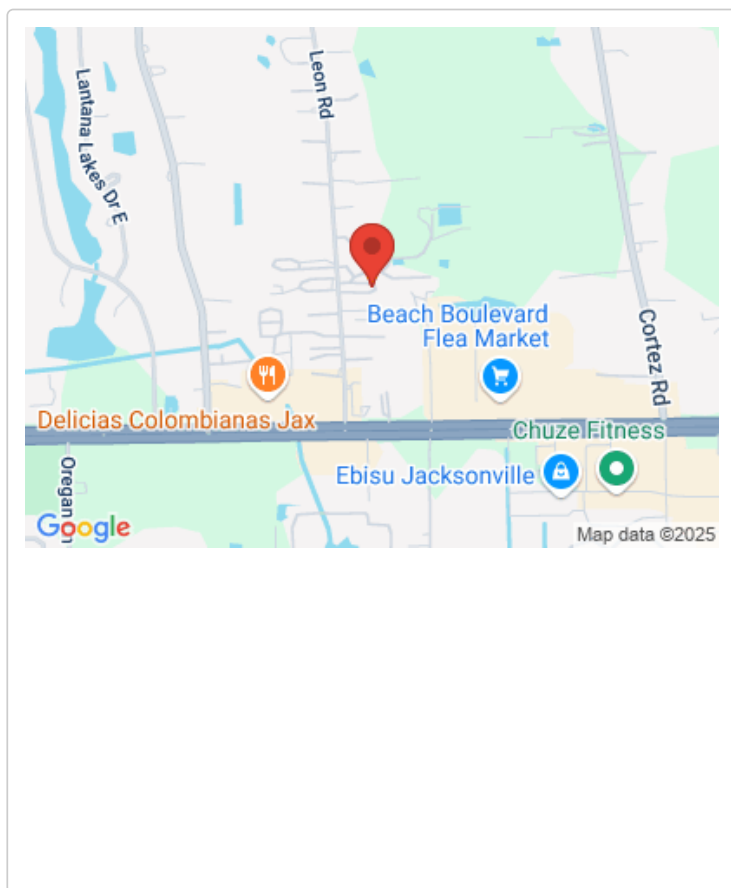 Leon Rd
Lantana
Lakes Dr E
Beach Boulevard
Flea Market
Cortez Rd
Delicias Colombianas Jax
Chuze Fitness
Ebisu Jacksonville
Google
Map data ©2025